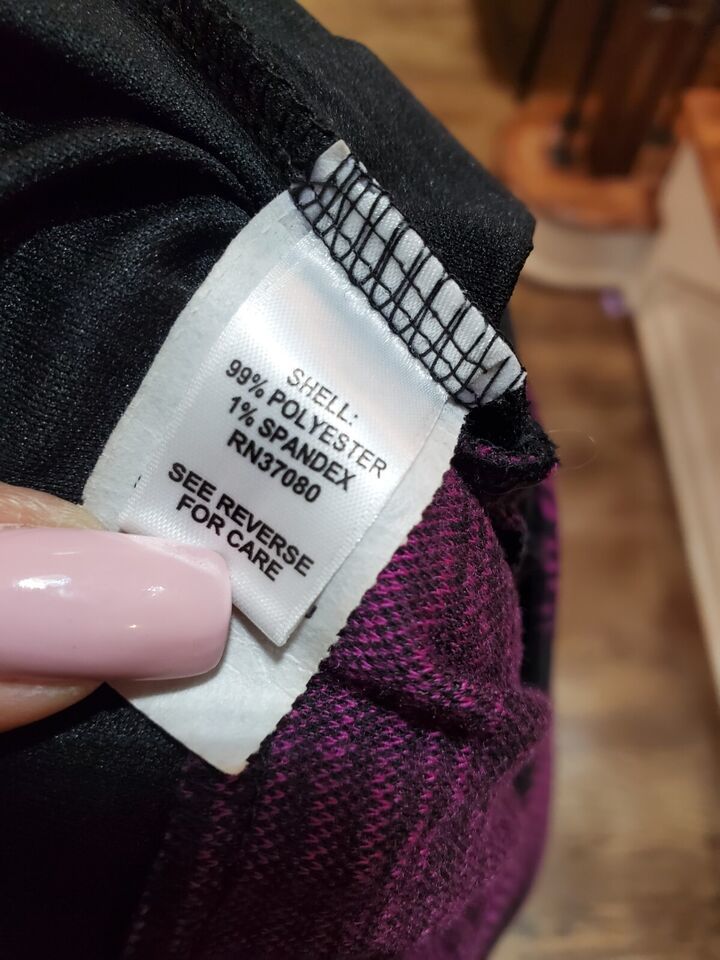 SHELL:
99% POLYESTER
1% SPANDEX
RN37080
SEE REVERSE
FOR CARE